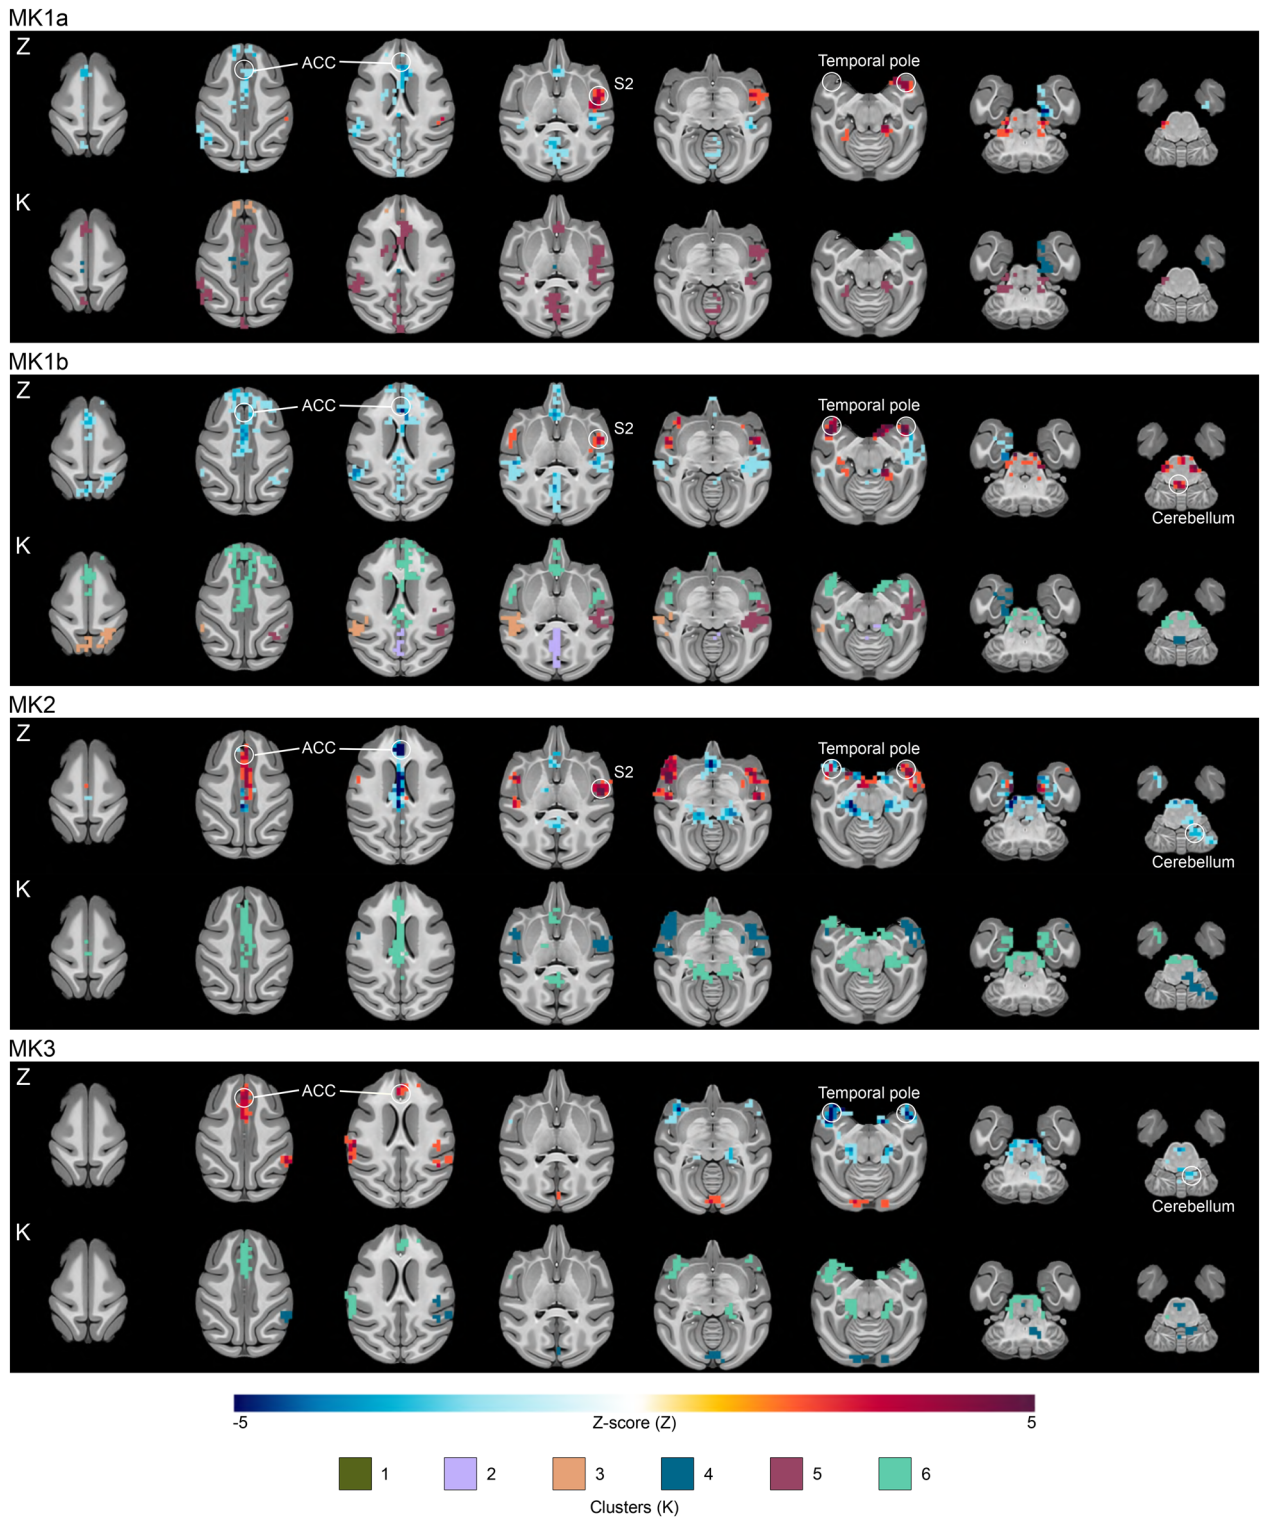 MK1a
Z
ACC
S2
Temporal pole
K
MK1b
Z
ACC
S2
Temporal pole
Cerebellum
K
MK2
Z
ACC
S2
Temporal pole
Cerebellum
K
MK3
Z
ACC
Temporal pole
Cerebellum
K
-5
Z-score (Z)
5
1 2 3 4 5 6
Clusters (K)